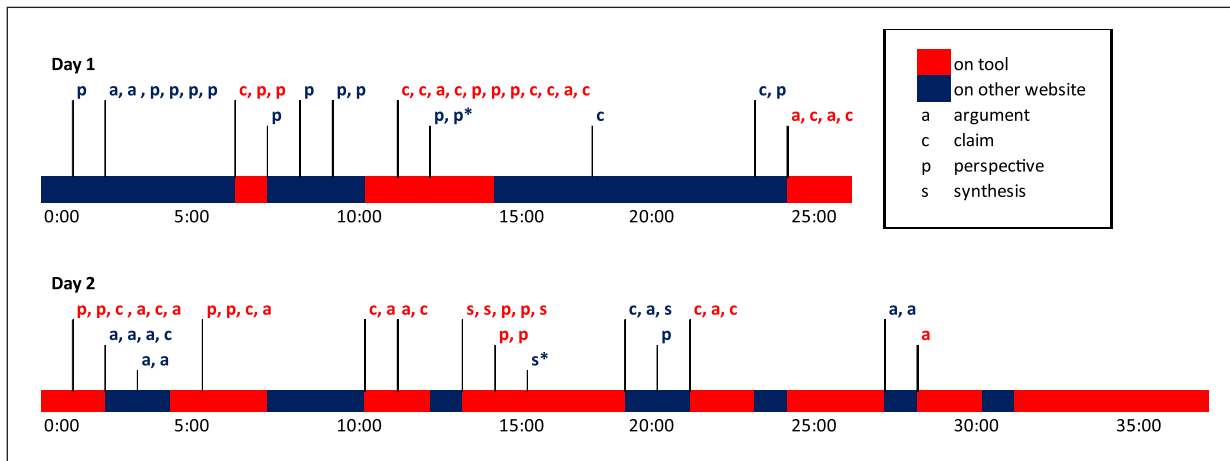 Day 1
p a, a , p, p, p, p c, p, p p p, p c, c, a, c, p, p, p, c, c, a, c c, p
p p, p* c a, c, a, c
0:00 5:00 10:00 15:00 20:00 25:00
on tool
on other website
a argument
c claim
p perspective
s synthesis
Day 2
p, p, c , a, c, a p, p, c, a c, a a, c s, s, p, p, s c, a, s c, a, c a, a
a, a, a, c p, p p a
a, a s*
0:00 5:00 10:00 15:00 20:00 25:00 30:00 35:00